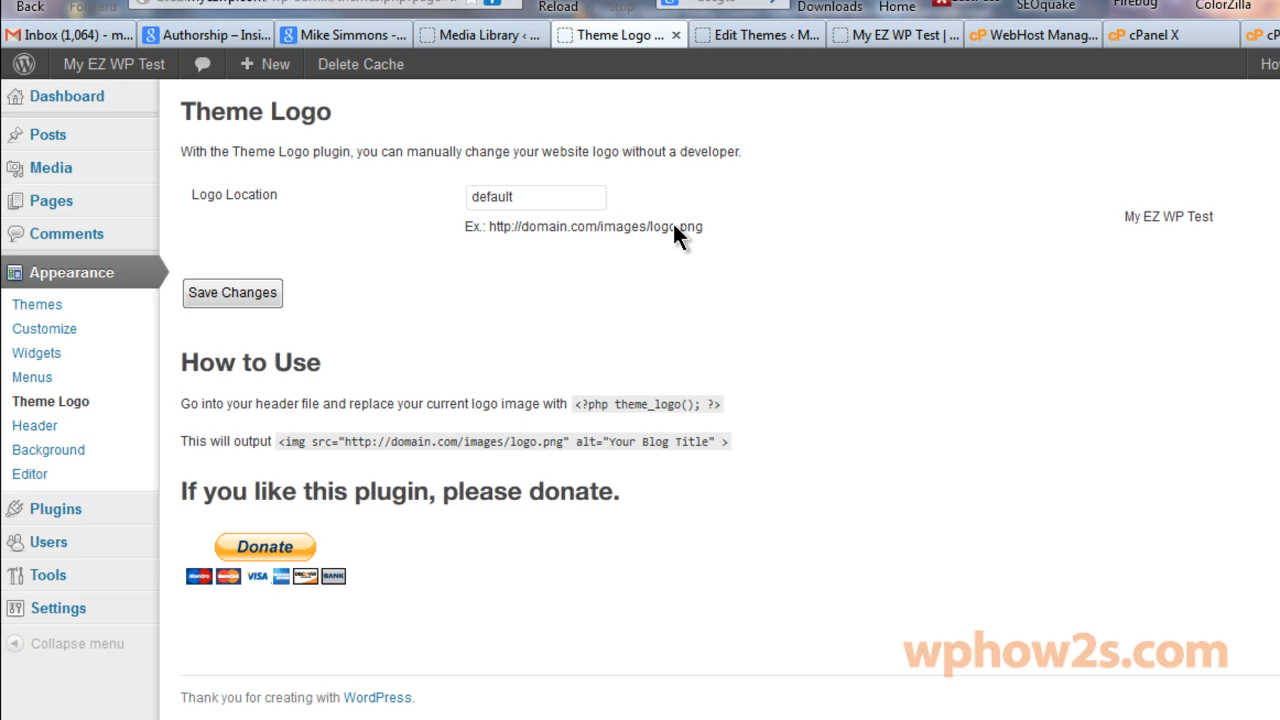 Back Forward Reload Stop Downloads Home SEOquake Firebug ColorZilla
Inbox (1,064) - m... Authorship – Insi... Mike Simmons -... Media Library ‹ ... Theme Logo ... × Edit Themes ‹ M... My EZ WP Test | ... WebHost Manag... cPanel X cP
My EZ WP Test + New Delete Cache Ho
Dashboard
Posts
Media
Pages
Comments
Appearance
Themes
Customize
Widgets
Menus
Theme Logo
Header
Background
Editor
Plugins
Users
Tools
Settings
Collapse menu
Theme Logo
With the Theme Logo plugin, you can manually change your website logo without a developer.
Logo Location default
Ex.: http://domain.com/images/logo.png
My EZ WP Test
Save Changes
How to Use
Go into your header file and replace your current logo image with <?php theme_logo(); ?>
This will output <img src="http://domain.com/images/logo.png" alt="Your Blog Title" >
If you like this plugin, please donate.
Donate
Maestro MasterCard VISA DISCOVER BANK
wphow2s.com
Thank you for creating with WordPress.